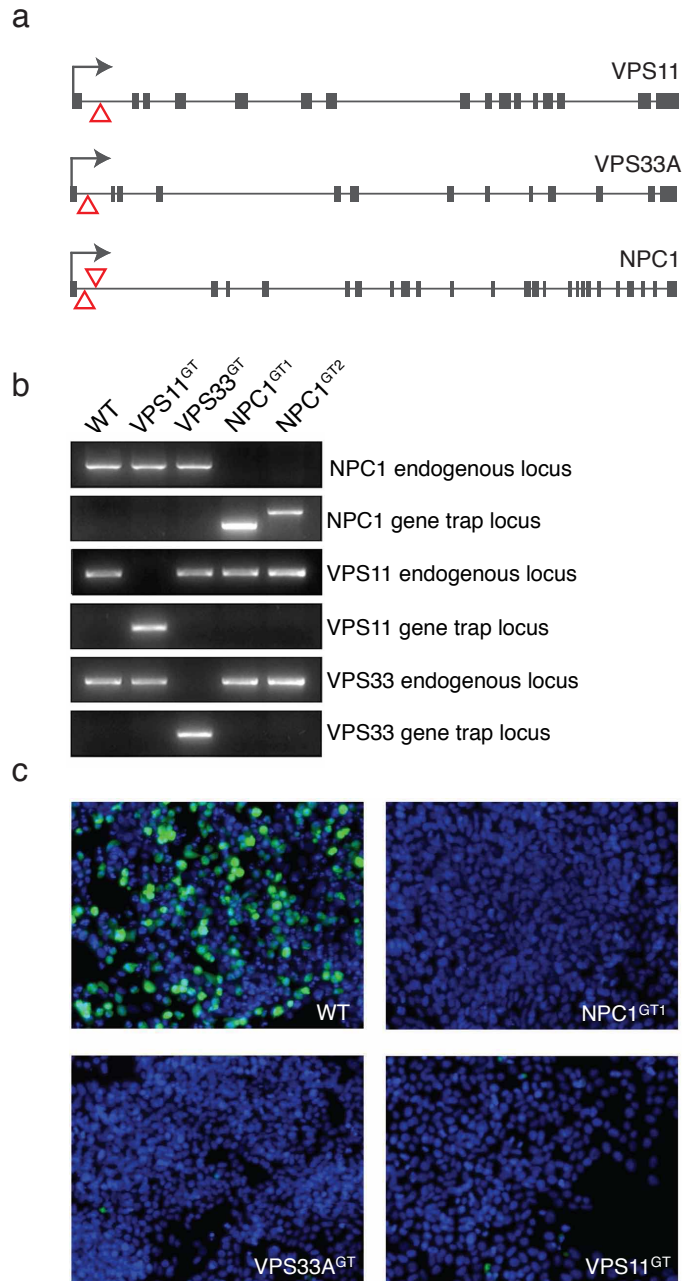 a
VPS11
VPS33A
NPC1
b
WT
VPS11GT
VPS33GT
NPC1GT1
NPC1GT2
NPC1 endogenous locus
NPC1 gene trap locus
VPS11 endogenous locus
VPS11 gene trap locus
VPS33 endogenous locus
VPS33 gene trap locus
c
WT
NPC1GT1
VPS33AGT
VPS11GT